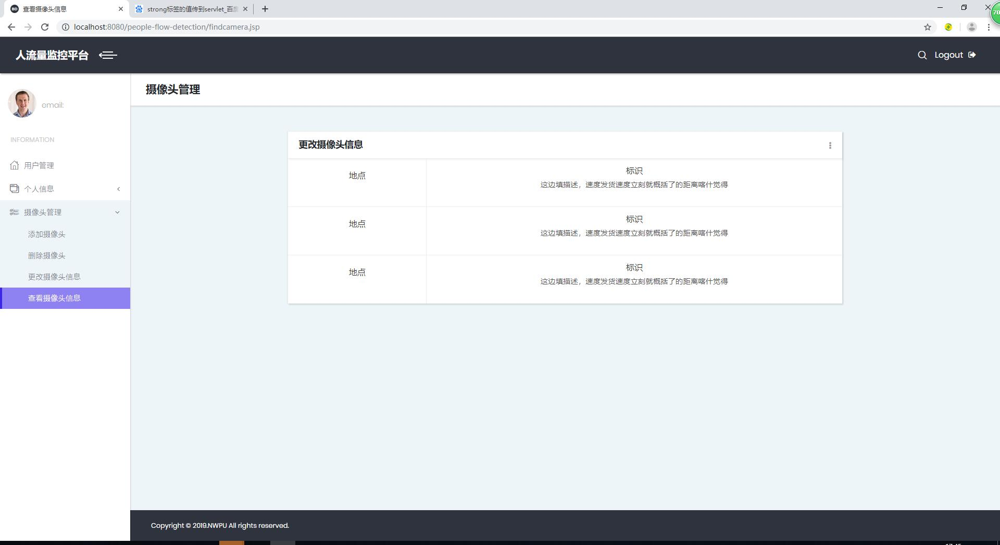 查看摄像头信息
strong标签的值传到servlet_百度
70
localhost:8080/people-flow-detection/findcamera.jsp
人流量监控平台
Logout
email:
摄像头管理
INFORMATION
用户管理
个人信息
摄像头管理
添加摄像头
删除摄像头
更改摄像头信息
查看摄像头信息
更改摄像头信息
地点
标识
这边填描述，速度发货速度立刻就概括了的距离喀什觉得
地点
标识
这边填描述，速度发货速度立刻就概括了的距离喀什觉得
地点
标识
这边填描述，速度发货速度立刻就概括了的距离喀什觉得
Copyright © 2019.NWPU All rights reserved.